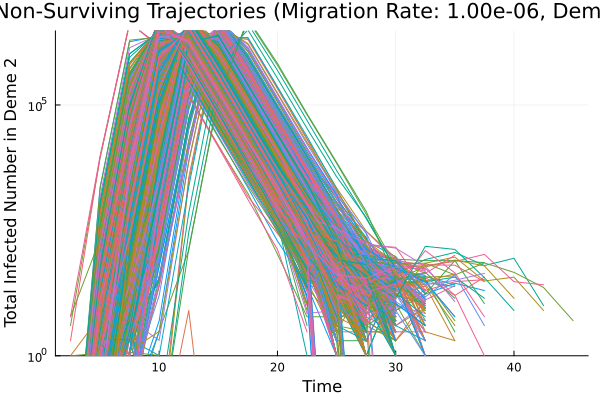 Non-Surviving Trajectories (Migration Rate: 1.00e-06, Dem
Total Infected Number in Deme 2
10^5
10^0
10 20 30 40
Time